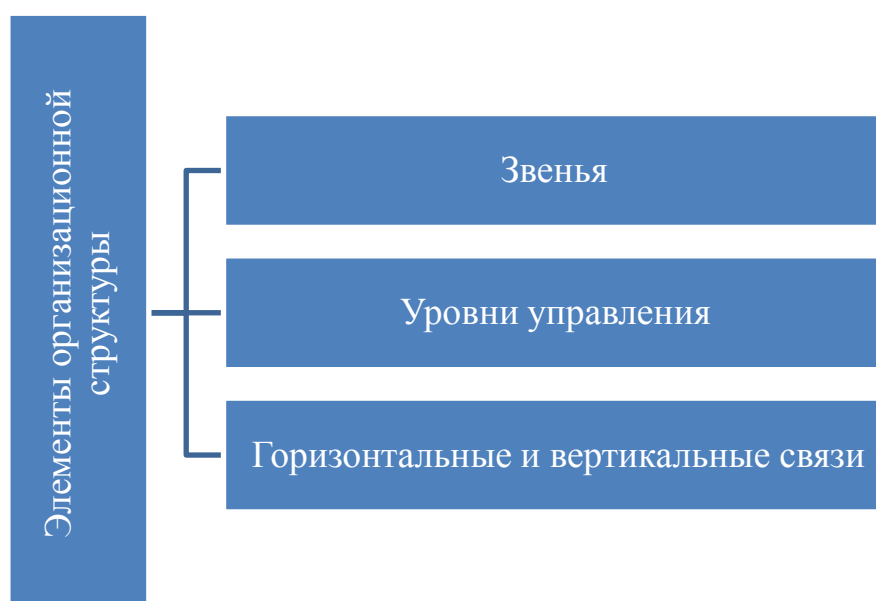 Элементы организационной
структуры
Звенья
Уровни управления
Горизонтальные и вертикальные связи